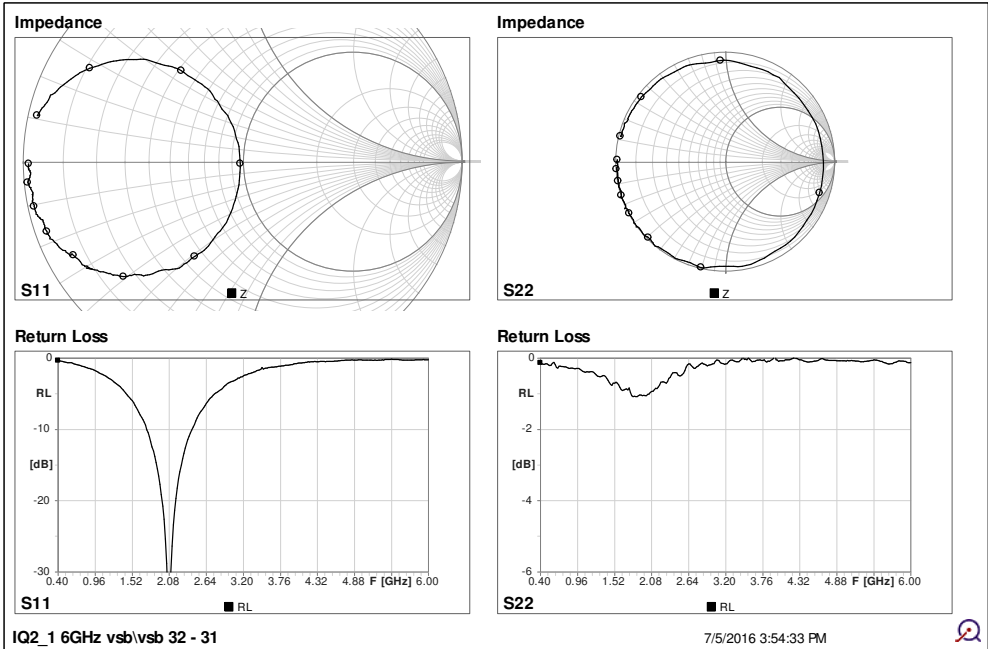 Impedance
Impedance
S11
Z
S22
Z
Return Loss
Return Loss
0
RL
-10
[dB]
-20
-30
0.40 0.96 1.52 2.08 2.64 3.20 3.76 4.32 4.88 F [GHz] 6.00
S11
RL
0
RL
-2
[dB]
-4
-6
0.40 0.96 1.52 2.08 2.64 3.20 3.76 4.32 4.88 F [GHz] 6.00
S22
RL
IQ2_1 6GHz vsb\vsb 32 - 31
7/5/2016 3:54:33 PM